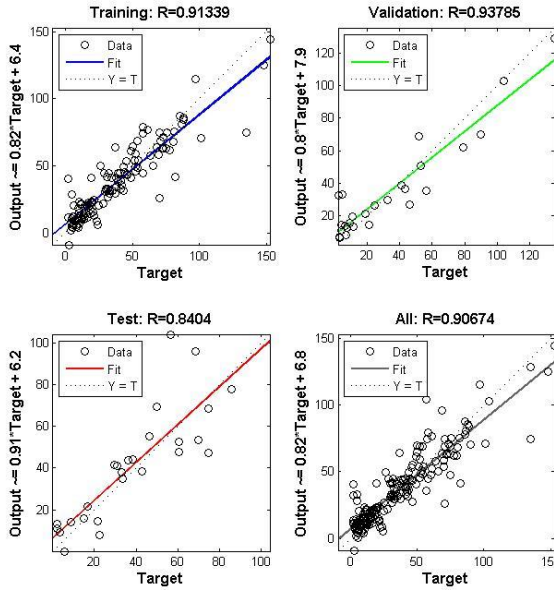 Training: R=0.91339
Output ~= 0.82*Target + 6.4
150
100
50
0
Data
Fit
Y = T
0
50
100
150
Target
Validation: R=0.93785
Output ~= 0.8*Target + 7.9
120
100
80
60
40
20
Data
Fit
Y = T
20
40
60
80
100
120
Target
Test: R=0.8404
Output ~= 0.91*Target + 6.2
100
80
60
40
20
Data
Fit
Y = T
0
20
40
60
80
100
Target
All: R=0.90674
Output ~= 0.82*Target + 6.8
150
100
50
0
Data
Fit
Y = T
0
50
100
150
Target